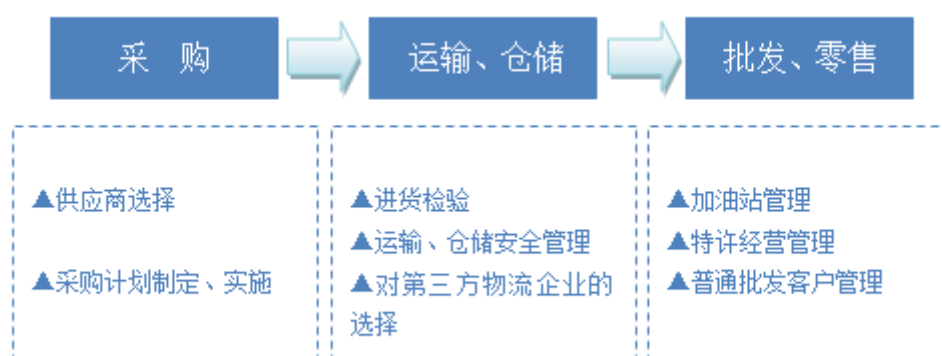 采 购
运输、仓储
批发、零售
▲供应商选择
▲采购计划制定、实施
▲进货检验
▲运输、仓储安全管理
▲对第三方物流企业的
选择
▲加油站管理
▲特许经营管理
▲普通批发客户管理